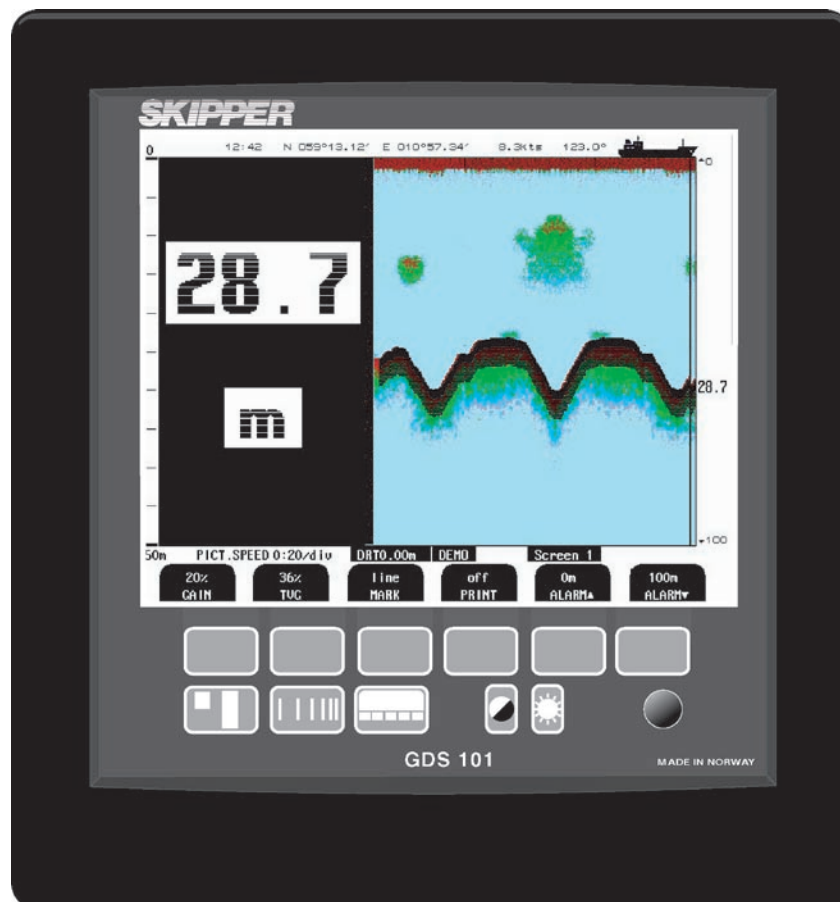 SKIPPER
0 12:42 N 059°13.12' E 010°57.34' 8.3kts 123.0°
▲0
28.7
28.7
m
▾100
50m PICT.SPEED 0:20/div DRT0.00m DEMO Screen 1
20% 36% line off 0m 100m
GAIN TVG MARK PRINT ALARM▲ ALARM▼
GDS 101
MADE IN NORWAY